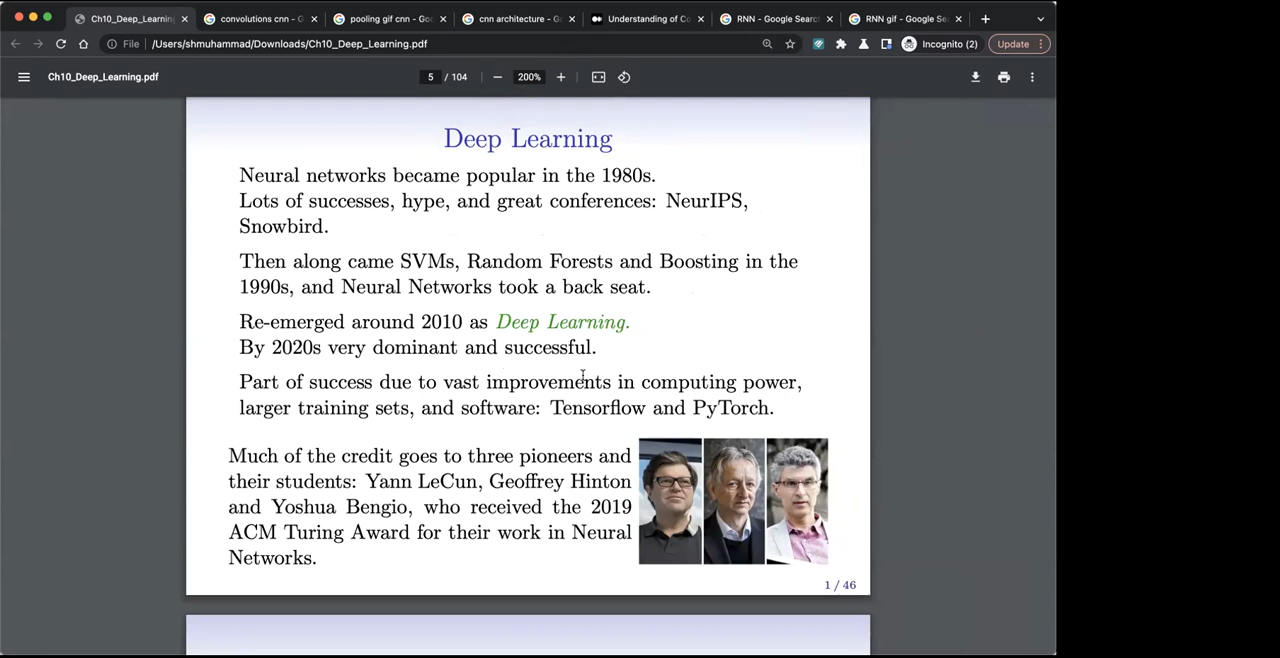 Ch10_Deep_Learning.p
convolutions cnn - G
pooling gif cnn - Goo
cnn architecture - G
Understanding of Co
RNN - Google Search
RNN gif - Google Se
File /Users/shmuhammad/Downloads/Ch10_Deep_Learning.pdf
Incognito (2)
Update
Ch10_Deep_Learning.pdf
5 / 104
200%
Deep Learning
Neural networks became popular in the 1980s.
Lots of successes, hype, and great conferences: NeurIPS,
Snowbird.
Then along came SVMs, Random Forests and Boosting in the
1990s, and Neural Networks took a back seat.
Re-emerged around 2010 as Deep Learning.
By 2020s very dominant and successful.
Part of success due to vast improvements in computing power,
larger training sets, and software: Tensorflow and PyTorch.
Much of the credit goes to three pioneers and
their students: Yann LeCun, Geoffrey Hinton
and Yoshua Bengio, who received the 2019
ACM Turing Award for their work in Neural
Networks.
1 / 46